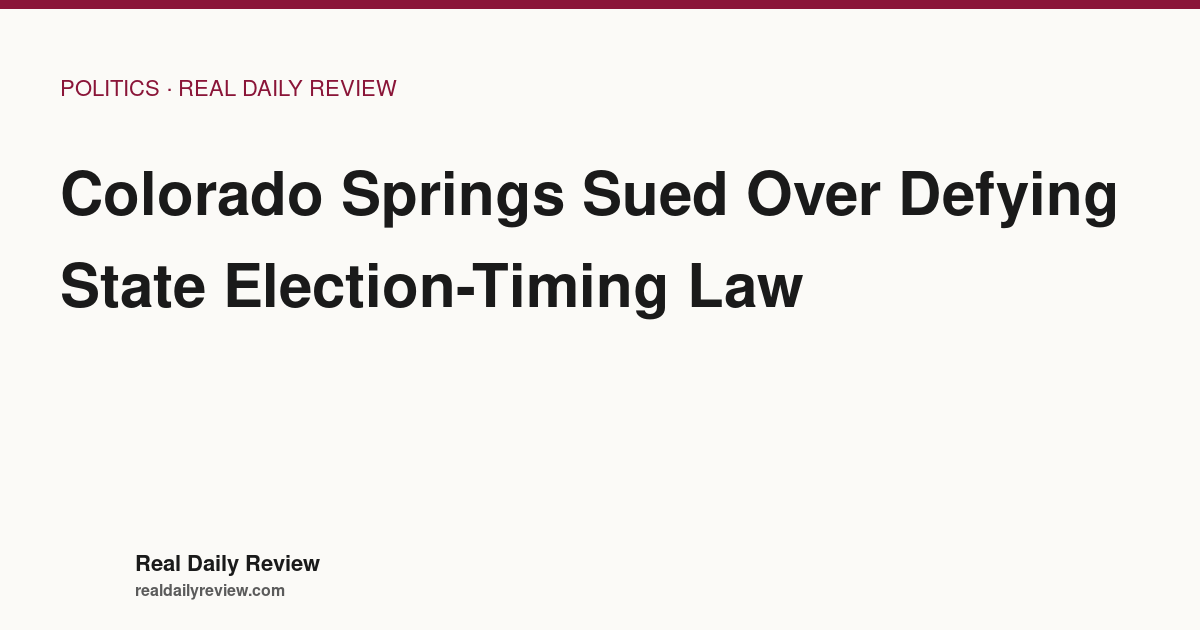 POLITICS · REAL DAILY REVIEW
Colorado Springs Sued Over Defying
State Election-Timing Law
Real Daily Review
realdailyreview.com